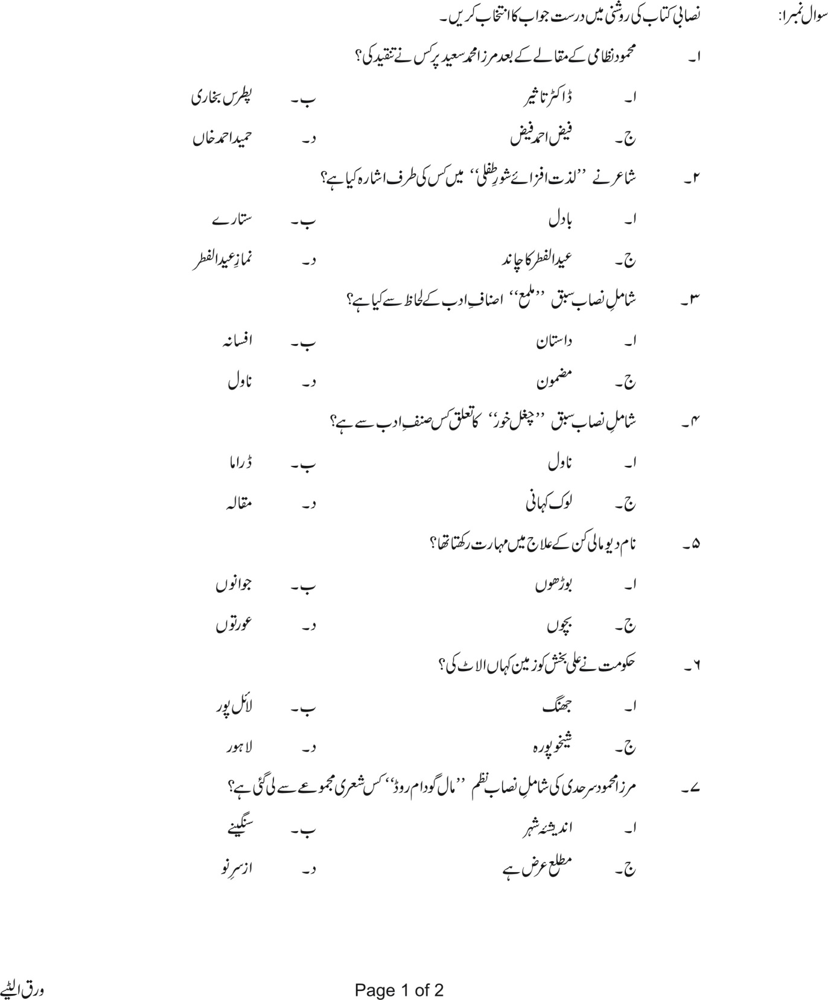 سوال نمبر۱: نصابی کتاب کی روشنی میں درست جواب کا انتخاب کریں۔
۱۔ محمود نظامی کے مقالے کے بعد مرزا محمد سعید پر کس نے تنقید کی؟
ا۔ ڈاکٹر تاثیر ب۔ پطرس بخاری
ج۔ فیض احمد فیض د۔ حمید احمد خاں
۲۔ شاعر نے ’’لذت افزائے شورِ طفلی‘‘ میں کس کی طرف اشارہ کیا ہے؟
ا۔ بادل ب۔ ستارے
ج۔ عیدالفطر کا چاند د۔ نمازِ عیدالفطر
۳۔ شاملِ نصاب سبق ’’ملمع‘‘ اصنافِ ادب کے لحاظ سے کیا ہے؟
ا۔ داستان ب۔ افسانہ
ج۔ مضمون د۔ ناول
۴۔ شاملِ نصاب سبق ’’چغل خور‘‘ کا تعلق کس صنفِ ادب سے ہے؟
ا۔ ناول ب۔ ڈراما
ج۔ لوک کہانی د۔ مقالہ
۵۔ نام دیو مالی کن کے علاج میں مہارت رکھتا تھا؟
ا۔ بوڑھوں ب۔ جوانوں
ج۔ بچوں د۔ عورتوں
۶۔ حکومت نے علی بخش کو زمین کہاں الاٹ کی؟
ا۔ جھنگ ب۔ لائل پور
ج۔ شیخوپورہ د۔ لاہور
۷۔ مرزا محمود سرحدی کی شاملِ نصاب نظم ’’مال گودام روڈ‘‘ کس شعری مجموعے سے لی گئی ہے؟
ا۔ اندیشۂ شہر ب۔ سنگینے
ج۔ مطلع عرض ہے د۔ ازسرِ نو
Page 1 of 2
ورق الٹیے